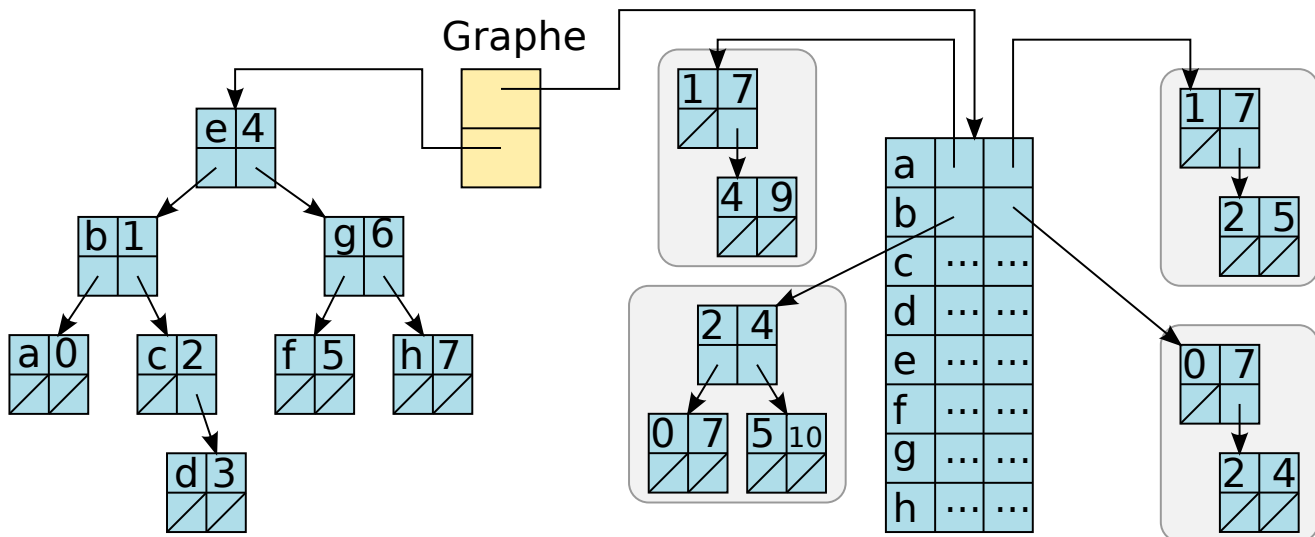 Graphe
e 4
b 1
g 6
a 0
c 2
f 5
h 7
d 3
1 7
4 9
2 4
0 7
5 10
a
b
c ... ...
d ... ...
e ... ...
f ... ...
g ... ...
h ... ...
1 7
2 5
0 7
2 4